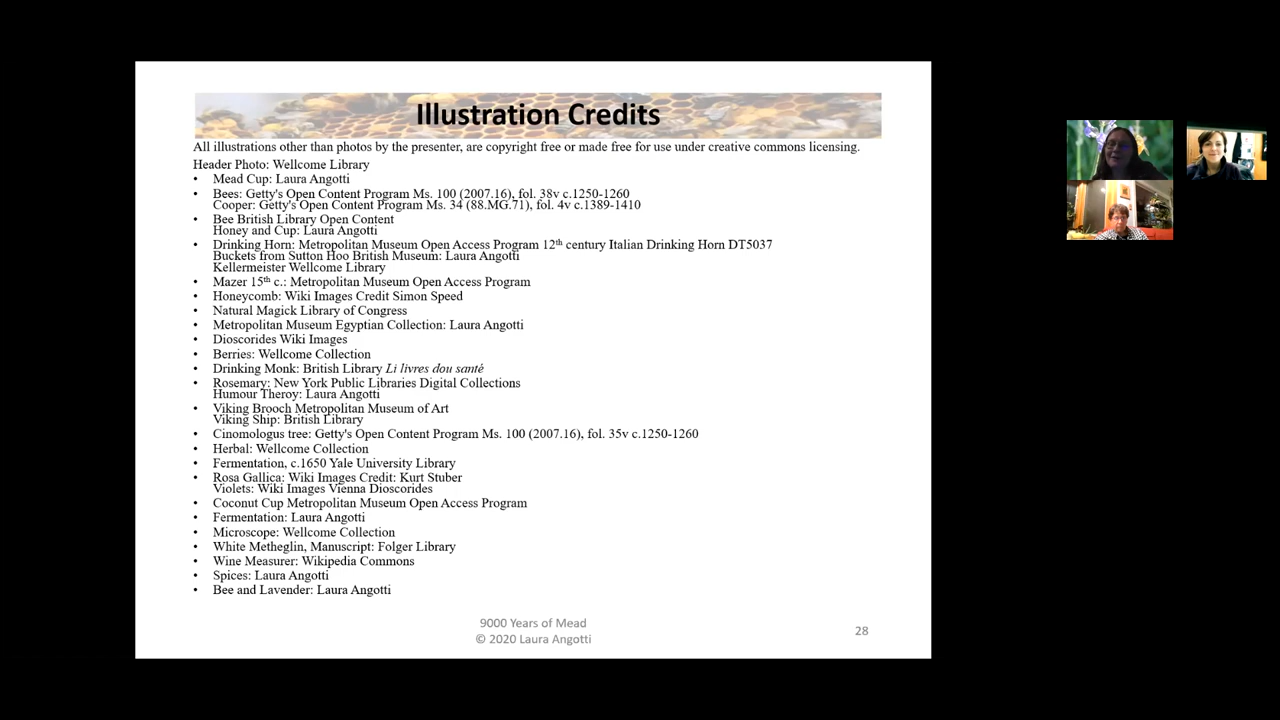 Illustration Credits
All illustrations other than photos by the presenter, are copyright free or made free for use under creative commons licensing.
Header Photo: Wellcome Library
• Mead Cup: Laura Angotti
• Bees: Getty's Open Content Program Ms. 100 (2007.16), fol. 38v c.1250-1260
Cooper: Getty's Open Content Program Ms. 34 (88.MG.71), fol. 4v c.1389-1410
• Bee British Library Open Content
Honey and Cup: Laura Angotti
• Drinking Horn: Metropolitan Museum Open Access Program 12th century Italian Drinking Horn DT5037
Buckets from Sutton Hoo British Museum: Laura Angotti
Kellermeister Wellcome Library
• Mazer 15th c.: Metropolitan Museum Open Access Program
• Honeycomb: Wiki Images Credit Simon Speed
• Natural Magick Library of Congress
• Metropolitan Museum Egyptian Collection: Laura Angotti
• Dioscorides Wiki Images
• Berries: Wellcome Collection
• Drinking Monk: British Library Li livres dou santé
• Rosemary: New York Public Libraries Digital Collections
Humour Theroy: Laura Angotti
• Viking Brooch Metropolitan Museum of Art
Viking Ship: British Library
• Cinomologus tree: Getty's Open Content Program Ms. 100 (2007.16), fol. 35v c.1250-1260
• Herbal: Wellcome Collection
• Fermentation, c.1650 Yale University Library
• Rosa Gallica: Wiki Images Credit: Kurt Stuber
Violets: Wiki Images Vienna Dioscorides
• Coconut Cup Metropolitan Museum Open Access Program
• Fermentation: Laura Angotti
• Microscope: Wellcome Collection
• White Metheglin, Manuscript: Folger Library
• Wine Measurer: Wikipedia Commons
• Spices: Laura Angotti
• Bee and Lavender: Laura Angotti
9000 Years of Mead
© 2020 Laura Angotti
28